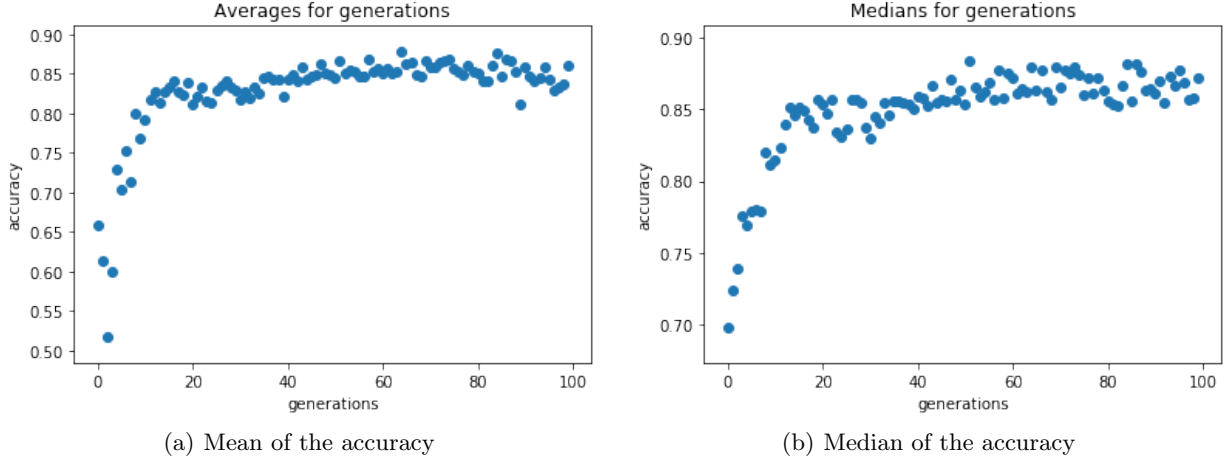 Averages for generations
0.90
0.85
0.80
0.75
0.70
0.65
0.60
0.55
0.50
accuracy
0 20 40 60 80 100
generations
(a) Mean of the accuracy
Medians for generations
0.90
0.85
0.80
0.75
0.70
accuracy
0 20 40 60 80 100
generations
(b) Median of the accuracy